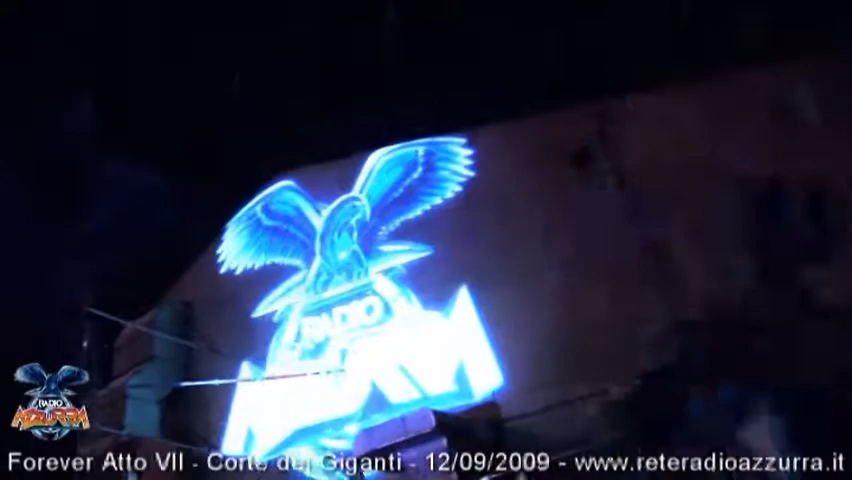 RADIO
RADIO
AZZURRA
Forever Atto VII - Corte dei Giganti - 12/09/2009 - www.reteradioazzurra.it